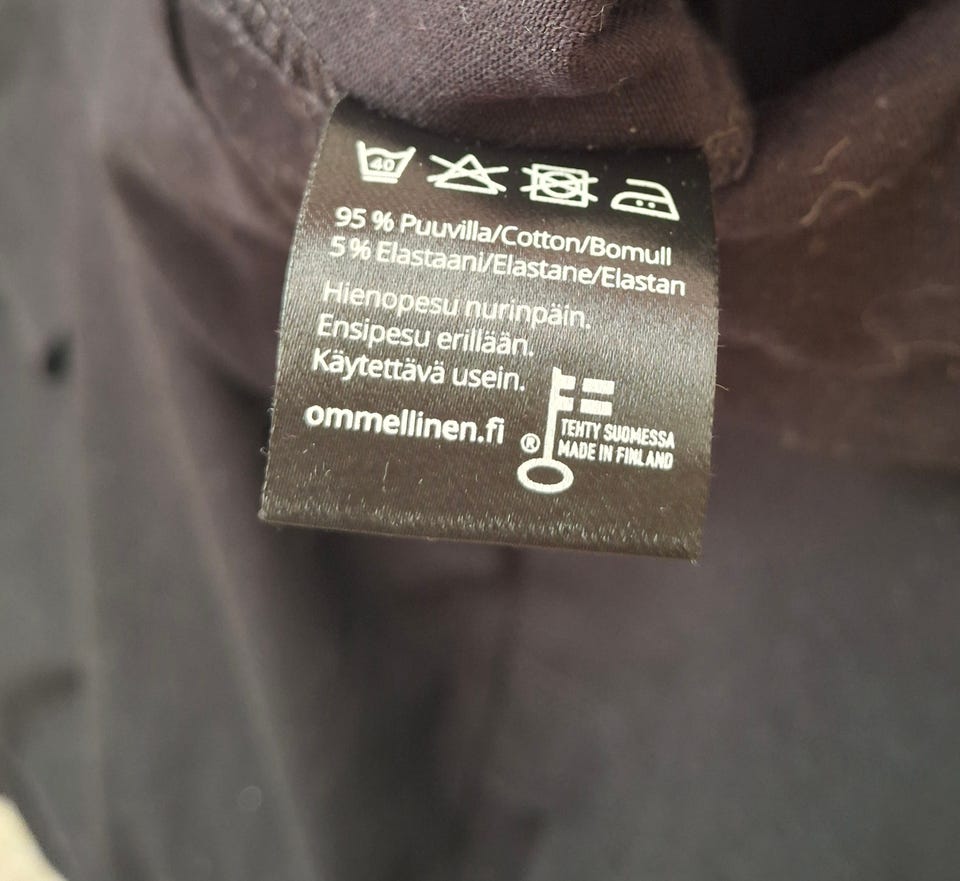 40
95 % Puuvilla/Cotton/Bomull
5 % Elastaani/Elastane/Elastan
Hienopesu nurinpäin.
Ensipesu erillään.
Käytettävä usein.
ommellinen.fi
®
TEHTY SUOMESSA
MADE IN FINLAND